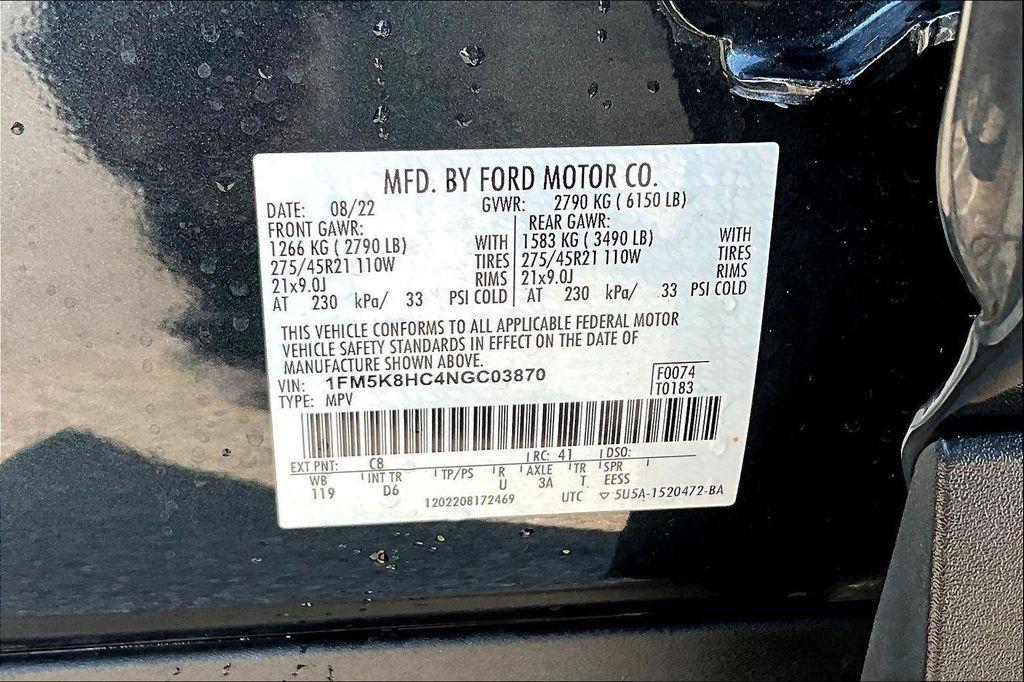 MFD. BY FORD MOTOR CO.
DATE: 08/22 GVWR: 2790 KG ( 6150 LB)
FRONT GAWR: REAR GAWR:
1266 KG ( 2790 LB) WITH 1583 KG ( 3490 LB) WITH
275/45R21 110W TIRES 275/45R21 110W TIRES
21x9.0J RIMS 21x9.0J RIMS
AT 230 kPa/ 33 PSI COLD AT 230 kPa/ 33 PSI COLD
THIS VEHICLE CONFORMS TO ALL APPLICABLE FEDERAL MOTOR
VEHICLE SAFETY STANDARDS IN EFFECT ON THE DATE OF
MANUFACTURE SHOWN ABOVE.
VIN: 1FM5K8HC4NGC03870 F0074
TYPE: MPV T0183
EXT PNT: C8 RC: 41 DSO:
WB INT TR TP/PS R AXLE TR SPR
119 D6 U 3A T EESS
1202208172469 UTC ▽ 5U5A-1520472-BA